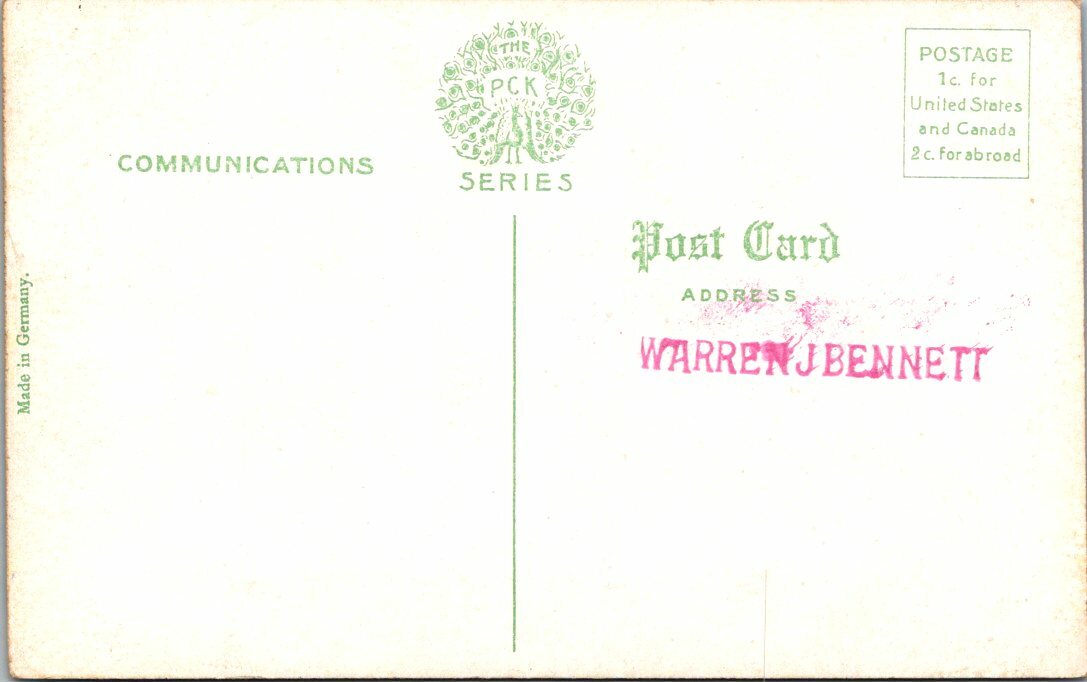 THE
PCK
SERIES
POSTAGE
1c. for
United States
and Canada
2c. for abroad
COMMUNICATIONS
Post Card
ADDRESS
WARREN J BENNETT
Made in Germany.